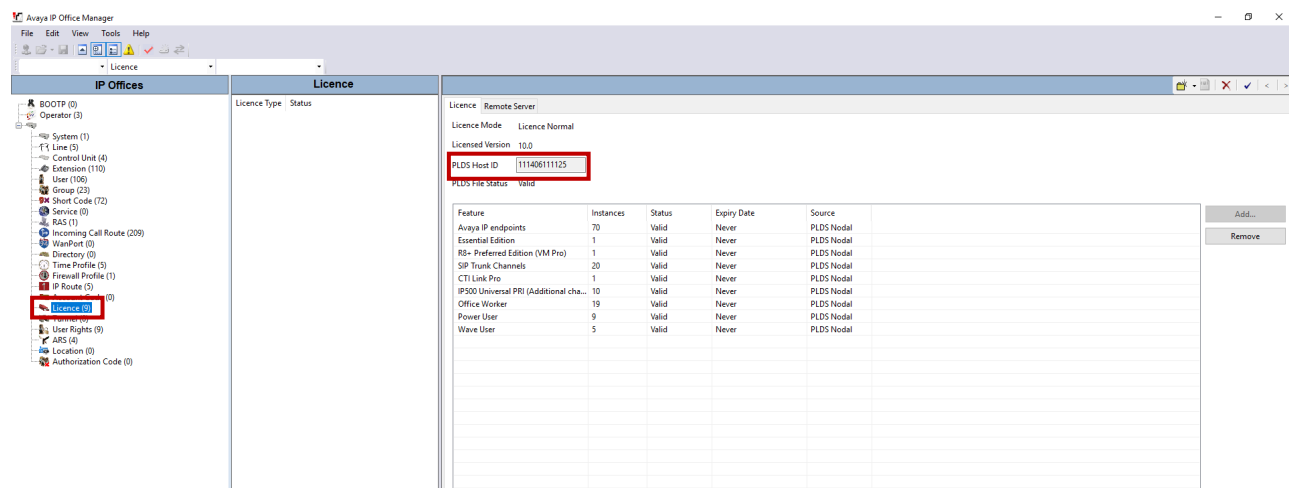 Avaya IP Office Manager
File Edit View Tools Help
Licence
IP Offices
BOOTP (0)
Operator (3)
System (1)
Line (5)
Control Unit (4)
Extension (110)
User (106)
Group (23)
Short Code (72)
Service (0)
RAS (1)
Incoming Call Route (209)
WanPort (0)
Directory (0)
Time Profile (5)
Firewall Profile (1)
IP Route (5)
(0)
Licence (9)
User Rights (9)
ARS (4)
Location (0)
Authorization Code (0)
Licence
Licence Type Status
Licence Remote Server
Licence Mode Licence Normal
Licensed Version 10.0
PLDS Host ID 111406111125
PLDS File Status Valid
Feature Instances Status Expiry Date Source
Avaya IP endpoints 70 Valid Never PLDS Nodal
Essential Edition 1 Valid Never PLDS Nodal
R8+ Preferred Edition (VM Pro) 1 Valid Never PLDS Nodal
SIP Trunk Channels 20 Valid Never PLDS Nodal
CTI Link Pro 1 Valid Never PLDS Nodal
IP500 Universal PRI (Additional cha... 10 Valid Never PLDS Nodal
Office Worker 19 Valid Never PLDS Nodal
Power User 9 Valid Never PLDS Nodal
Wave User 5 Valid Never PLDS Nodal
Add...
Remove